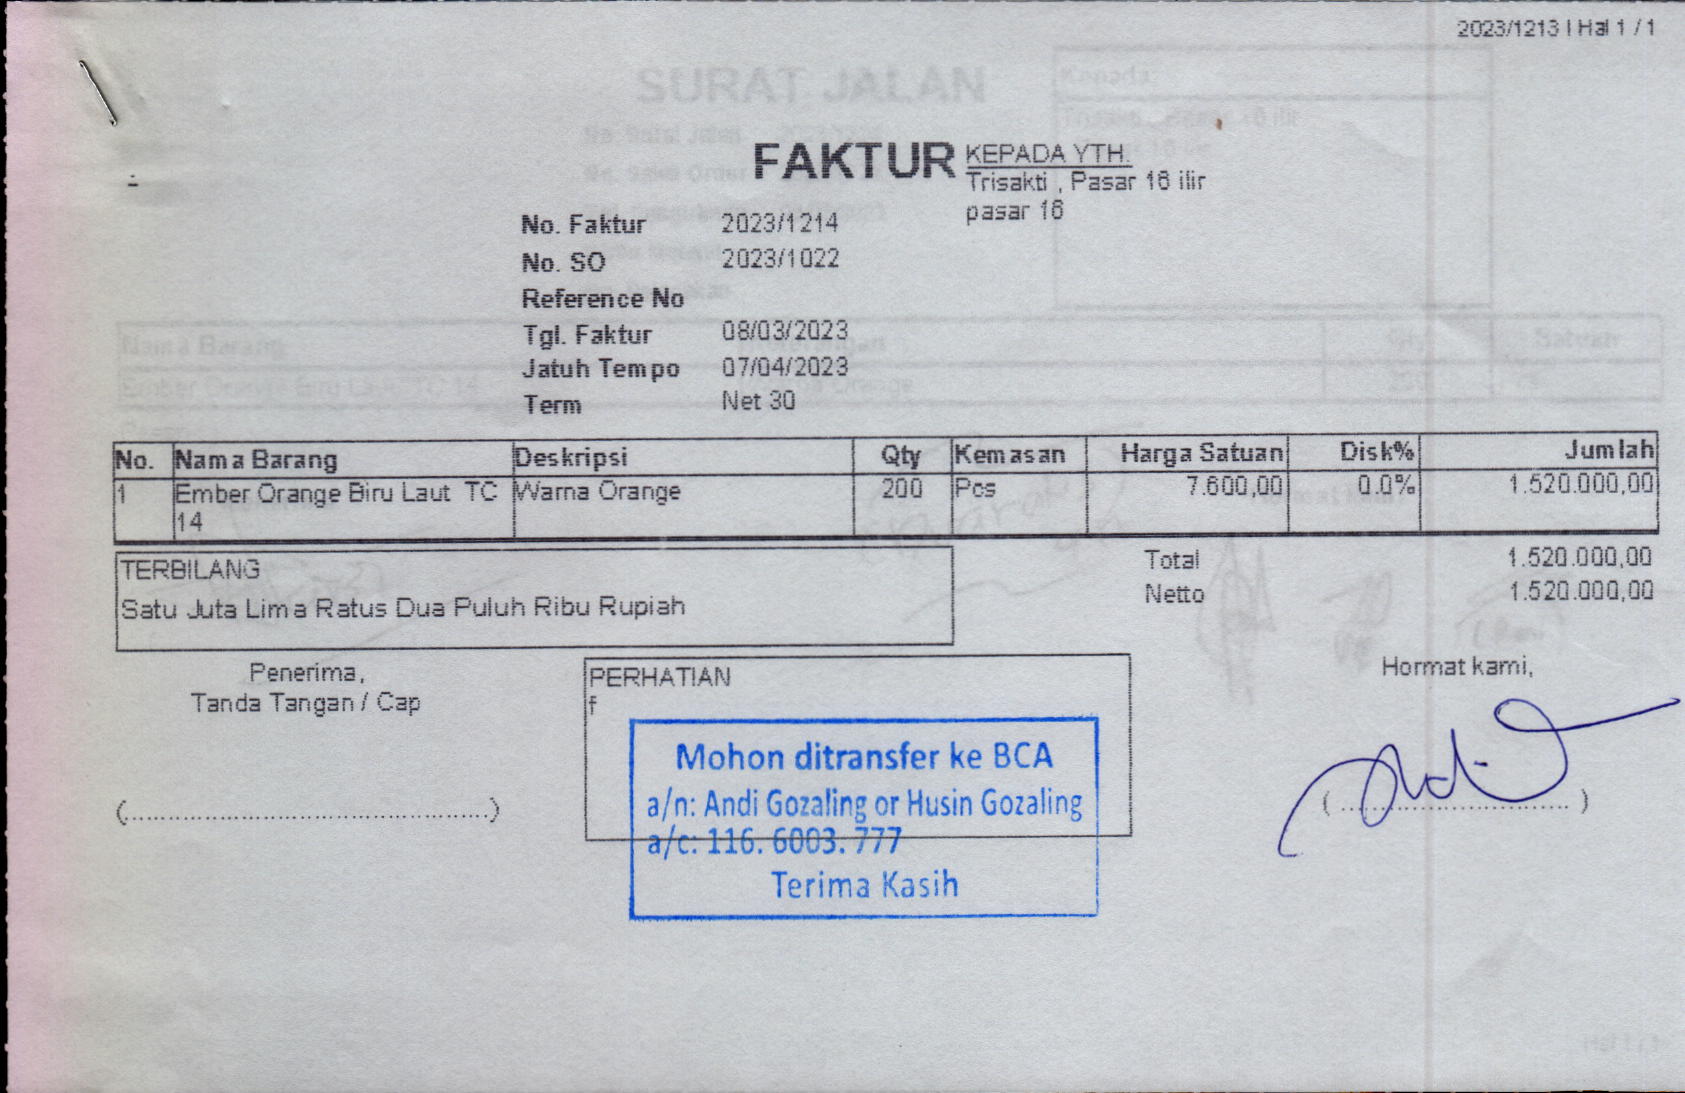 2023/1213 | Hal 1 / 1
SURAT JALAN
FAKTUR
KEPADA YTH.
Trisakti , Pasar 16 ilir
pasar 16
No. Faktur 2023/1214
No. SO 2023/1022
Reference No
Tgl. Faktur 08/03/2023
Jatuh Tempo 07/04/2023
Term Net 30
No. Nama Barang Deskripsi Qty Kemasan Harga Satuan Disk% Jumlah
1 Ember Orange Biru Laut TC 14 Warna Orange 200 Pcs 7.600,00 0.0% 1.520.000,00
TERBILANG
Satu Juta Lima Ratus Dua Puluh Ribu Rupiah
Total 1.520.000,00
Netto 1.520.000,00
Penerima,
Tanda Tangan / Cap
(...............................................)
PERHATIAN
f
Mohon ditransfer ke BCA
a/n: Andi Gozaling or Husin Gozaling
a/c: 116. 6003. 777
Terima Kasih
Hormat kami,
( .............................. )